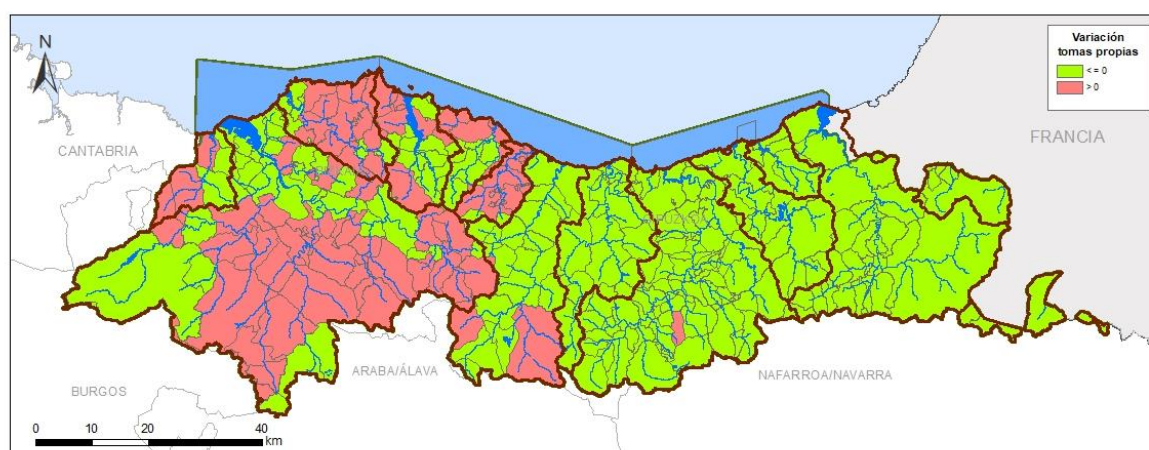 N
Variación
tomas propias
< = 0
> 0
CANTABRIA
FRANCIA
BURGOS
ARABA/ÁLAVA
NAFARROA/NAVARRA
0 10 20 40
km